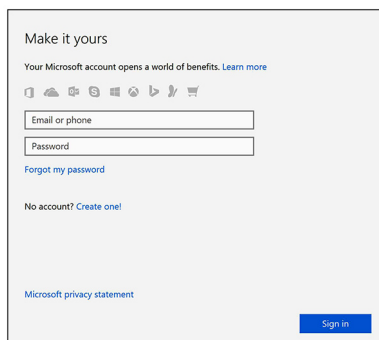 Make it yours
Your Microsoft account opens a world of benefits. Learn more
Email or phone
Password
Forgot my password
No account? Create one!
Microsoft privacy statement
Sign in